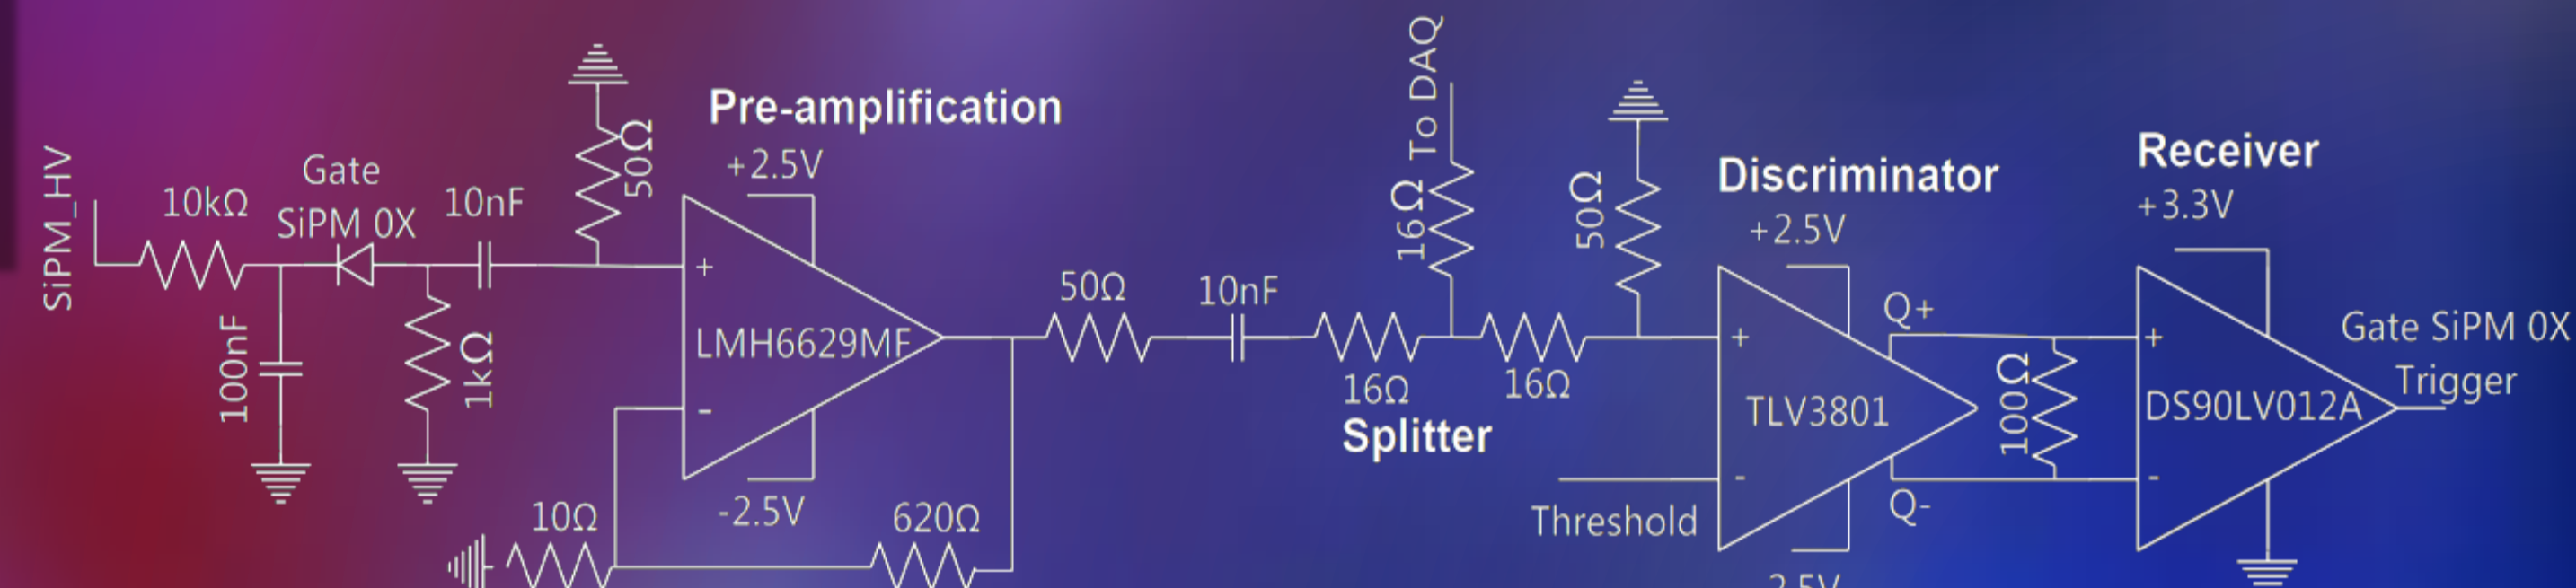 SiPM_HV
10kΩ
100nF
Gate
SiPM 0X
10nF
1kΩ
50Ω
Pre-amplification
+2.5V
+
LMH6629MF
-
-2.5V
10Ω
620Ω
50Ω
10nF
16Ω
Splitter
16Ω To DAQ
16Ω
50Ω
Threshold
Discriminator
+2.5V
+
TLV3801
-
Q+
Q-
100Ω
Receiver
+3.3V
+
DS90LV012A
-
Gate SiPM 0X
Trigger